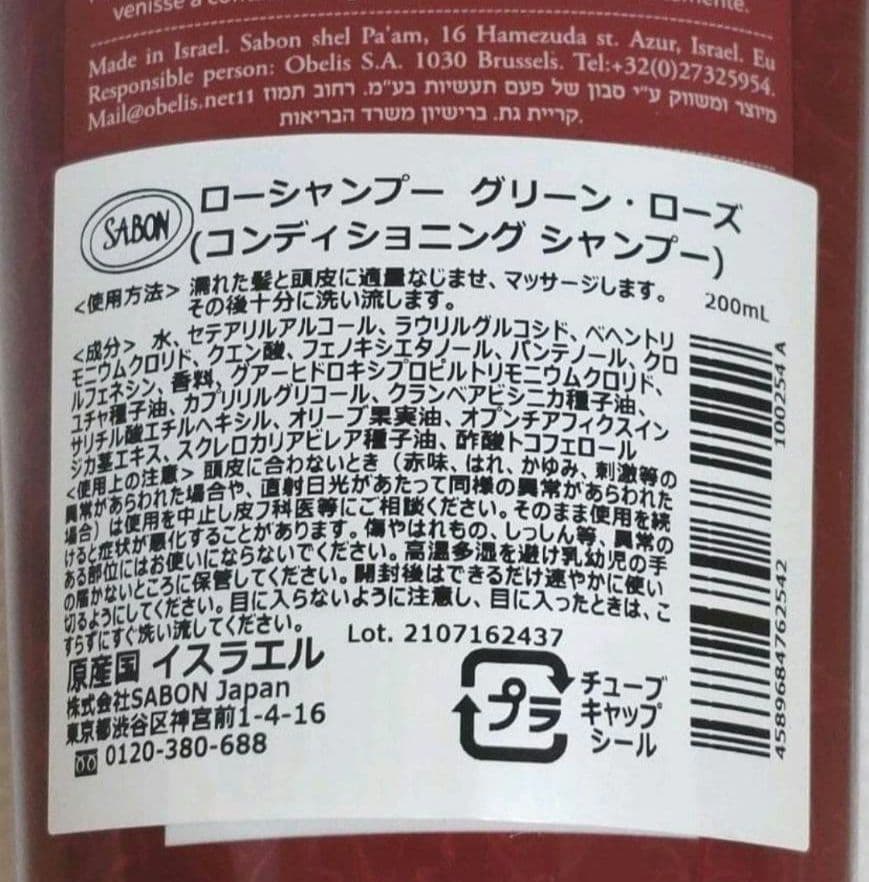 Made in Israel. Sabon shel Pa'am, 16 Hamezuda st. Azur, Israel. Eu
Responsible person: Obelis S.A. 1030 Brussels. Tel:+32(0)27325954.
Mail@obelis.net11 מיוצר ומשווק ע״י סבון של פעם תעשיות בע״מ. רחוב תמוז
קריית גת. ברישיון משרד הבריאות.
SABON
ローシャンプー グリーン・ローズ
(コンディショニング シャンプー)
200mL
<使用方法> 濡れた髪と頭皮に適量なじませ、マッサージします。
その後十分に洗い流します。
<成分> 水、セテアリルアルコール、ラウリルグルコシド、ベヘントリ
モニウムクロリド、クエン酸、フェノキシエタノール、パンテノール、クロ
ルフェネシン、香料、グアーヒドロキシプロピルトリモニウムクロリド、
ユチャ種子油、カプリリルグリコール、クランベアビシニカ種子油、
サリチル酸エチルヘキシル、オリーブ果実油、オプンチアフィクスイン
ジカ茎エキス、スクレロカリアビレア種子油、酢酸トコフェロール
<使用上の注意> 頭皮に合わないとき（赤味、はれ、かゆみ、刺激等の
異常があらわれた場合や、直射日光があたって同様の異常があらわれた
場合）は使用を中止し皮フ科医等にご相談ください。そのまま使用を続
けると症状が悪化することがあります。傷やはれもの、しっしん等、異常の
ある部位にはお使いにならないでください。高温多湿を避け乳幼児の手
の届かないところに保管してください。開封後はできるだけ速やかに使い
切るようにしてください。目に入らないように注意し、目に入ったときは、こ
すらずにすぐ洗い流してください。
Lot. 2107162437
原産国 イスラエル
株式会社SABON Japan
東京都渋谷区神宮前1-4-16
0120-380-688
プラ
チューブ
キャップ
シール
100254 A
4589684762542